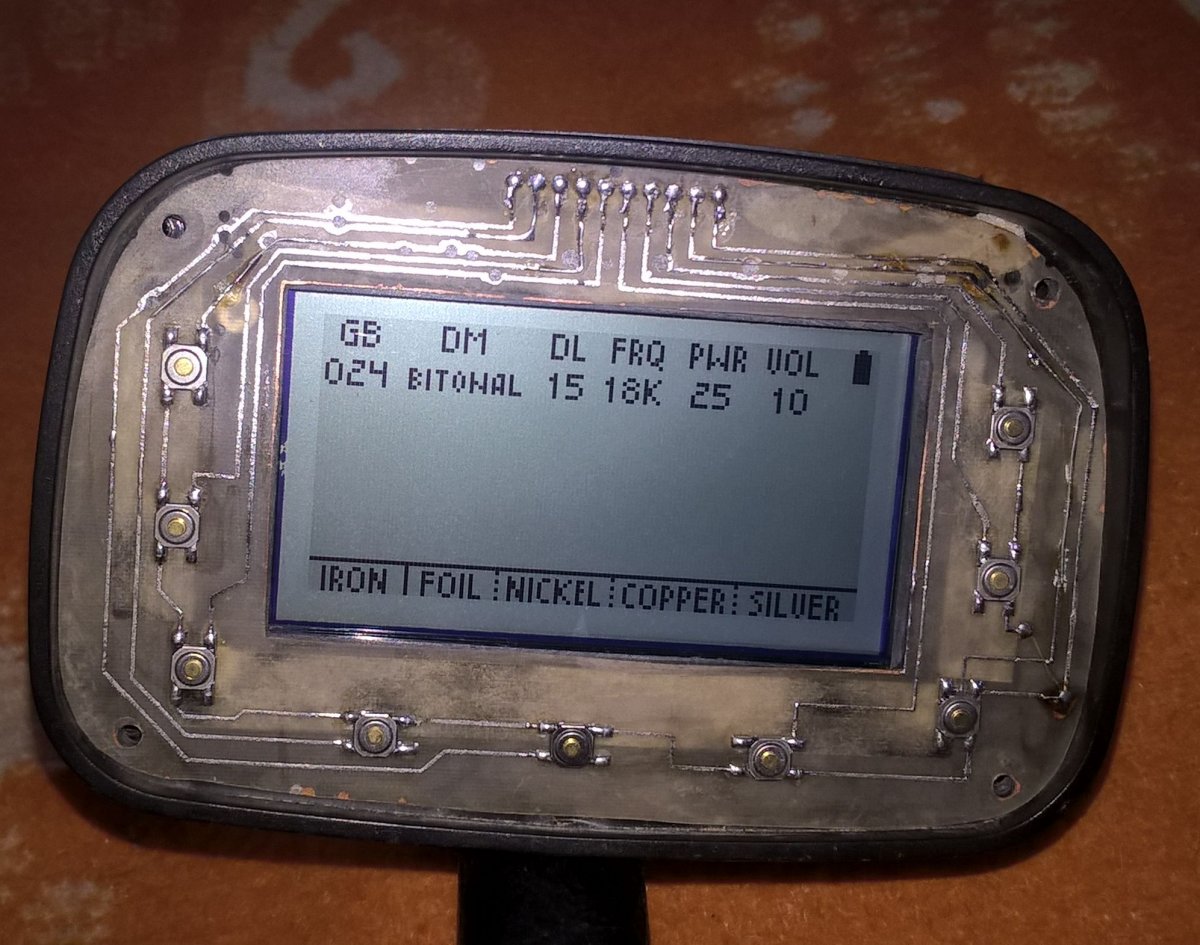 GB DM DL FRQ PWR VOL
024 BITONAL 15 18K 25 10
IRON FOIL NICKEL COPPER SILVER